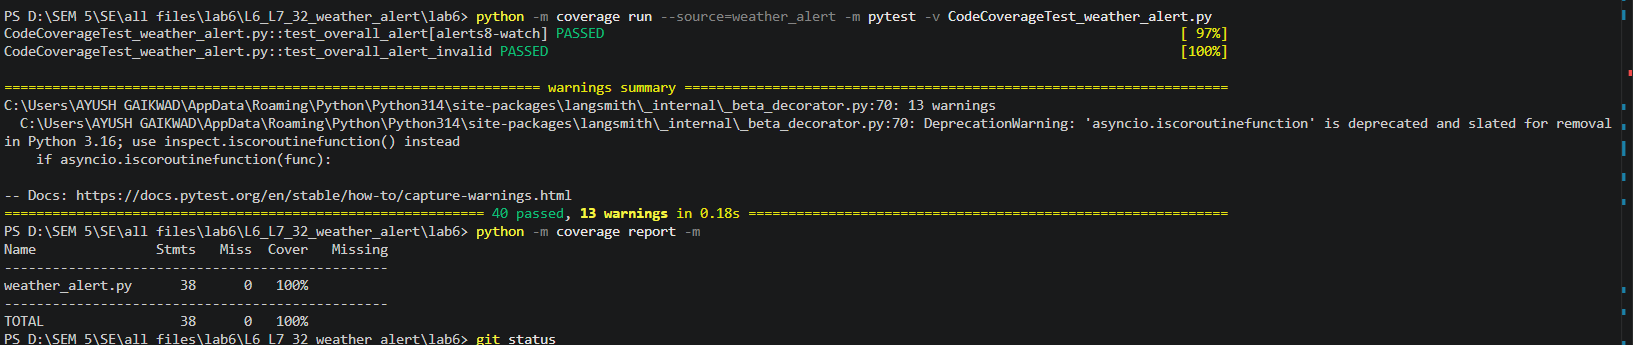 PS D:\SEM 5\SE\all files\lab6\L6_L7_32_weather_alert\lab6> python -m coverage run --source=weather_alert -m pytest -v CodeCoverageTest_weather_alert.py
CodeCoverageTest_weather_alert.py::test_overall_alert[alerts8-watch] PASSED [ 97%]
CodeCoverageTest_weather_alert.py::test_overall_alert_invalid PASSED [100%]
=================================================================== warnings summary ====================================================================
C:\Users\AYUSH GAIKWAD\AppData\Roaming\Python\Python314\site-packages\langsmith\_internal\_beta_decorator.py:70: 13 warnings
C:\Users\AYUSH GAIKWAD\AppData\Roaming\Python\Python314\site-packages\langsmith\_internal\_beta_decorator.py:70: DeprecationWarning: 'asyncio.iscoroutinefunction' is deprecated and slated for removal
in Python 3.16; use inspect.iscoroutinefunction() instead
if asyncio.iscoroutinefunction(func):
-- Docs: https://docs.pytest.org/en/stable/how-to/capture-warnings.html
============================================================ 40 passed, 13 warnings in 0.18s ============================================================
PS D:\SEM 5\SE\all files\lab6\L6_L7_32_weather_alert\lab6> python -m coverage report -m
Name Stmts Miss Cover Missing
------------------------------------------------
weather_alert.py 38 0 100%
------------------------------------------------
TOTAL 38 0 100%
PS D:\SEM 5\SE\all files\lab6\L6_L7_32_weather_alert\lab6> git status